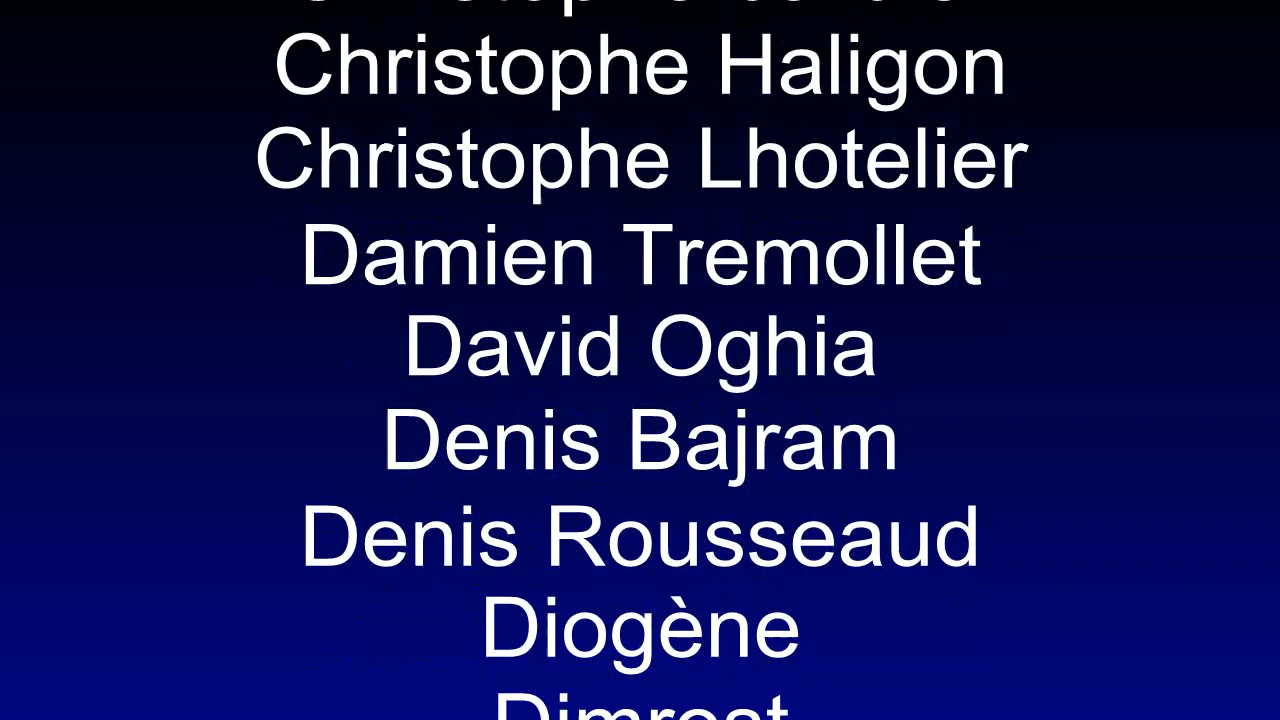 Christophe Haligon
Christophe Lhotelier
Damien Tremollet
David Oghia
Denis Bajram
Denis Rousseaud
Diogène